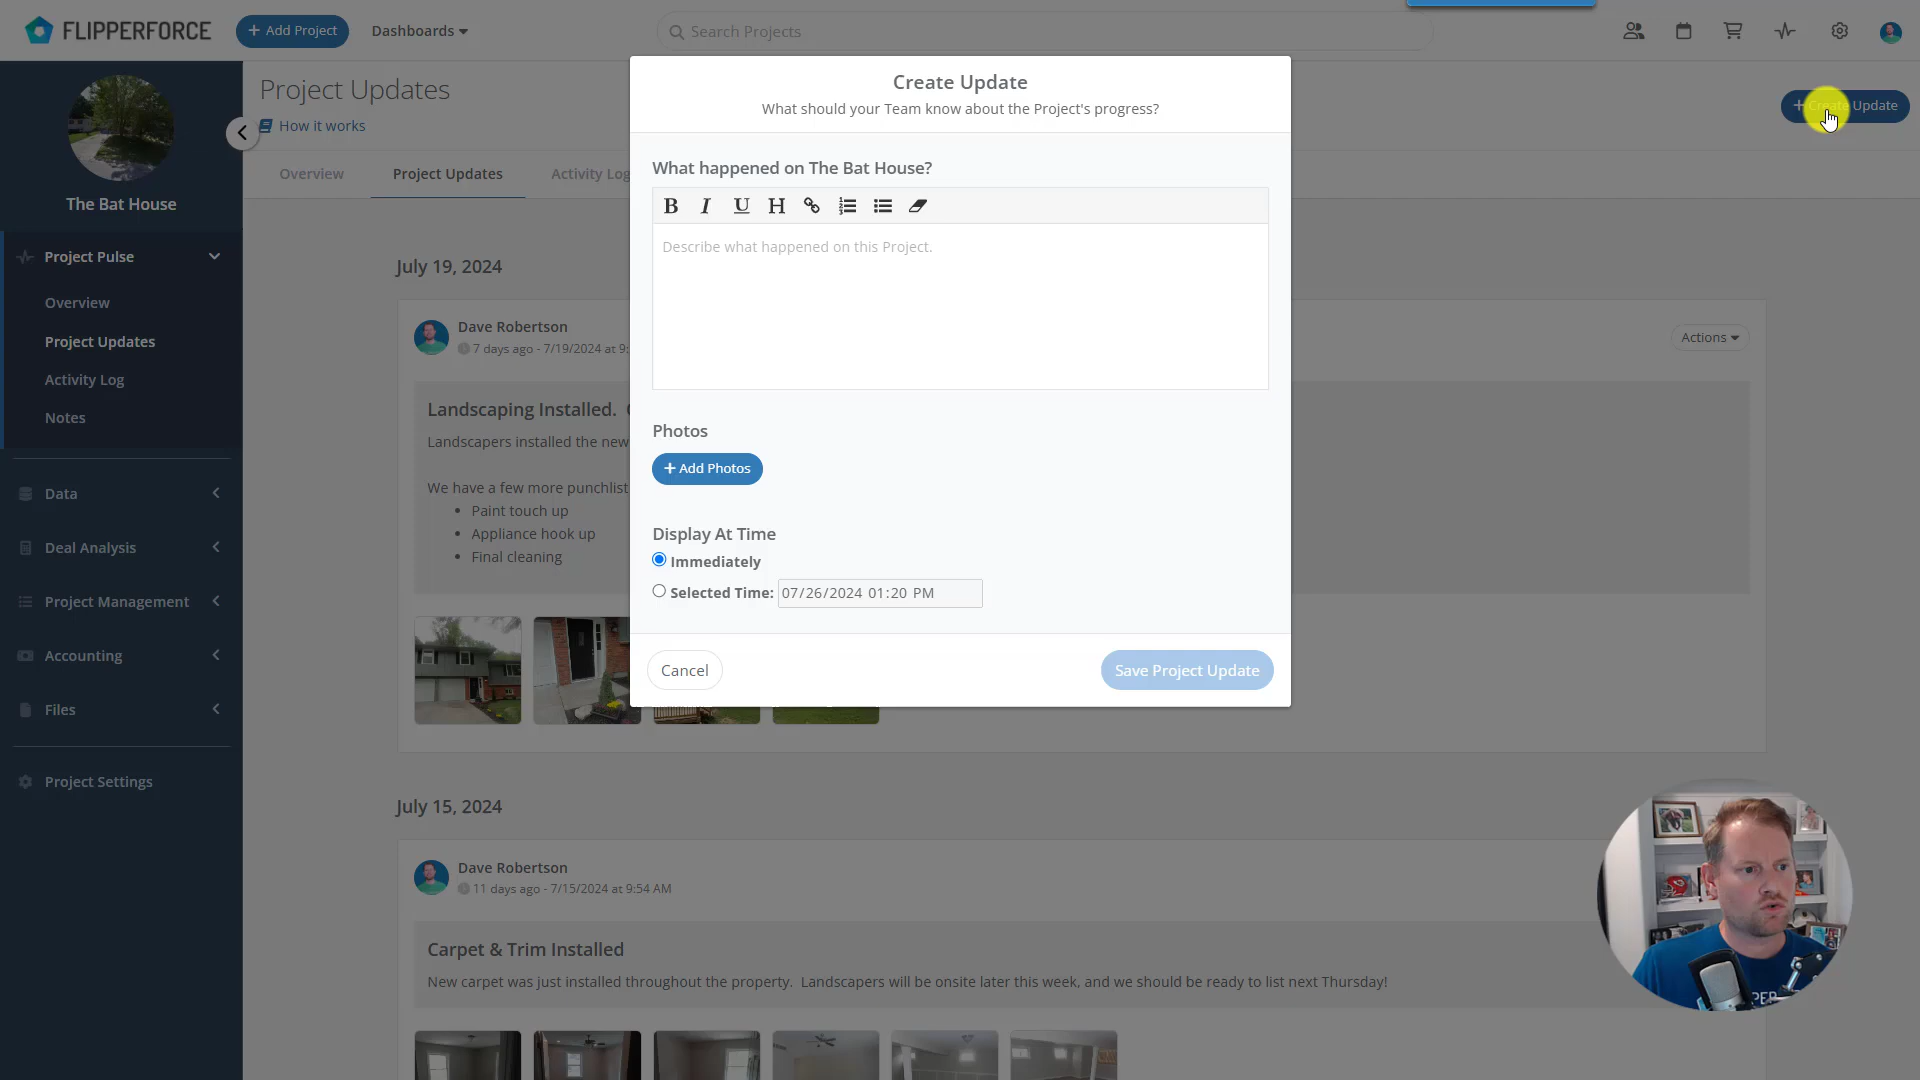 FLIPPERFORCE
+ Add Project
Dashboards
Search Projects
The Bat House
Project Pulse
Overview
Project Updates
Activity Log
Notes
Data
Deal Analysis
Project Management
Accounting
Files
Project Settings
Project Updates
How it works
+ Create Update
Overview
Project Updates
Activity Log
July 19, 2024
Dave Robertson
7 days ago - 7/19/2024 at 9:
Actions
Landscaping Installed.
Landscapers installed the new
We have a few more punchlist
• Paint touch up
• Appliance hook up
• Final cleaning
July 15, 2024
Dave Robertson
11 days ago - 7/15/2024 at 9:54 AM
Carpet & Trim Installed
New carpet was just installed throughout the property. Landscapers will be onsite later this week, and we should be ready to list next Thursday!
Create Update
What should your Team know about the Project's progress?
What happened on The Bat House?
B I U H
Describe what happened on this Project.
Photos
+ Add Photos
Display At Time
Immediately
Selected Time: 07/26/2024 01:20 PM
Cancel
Save Project Update